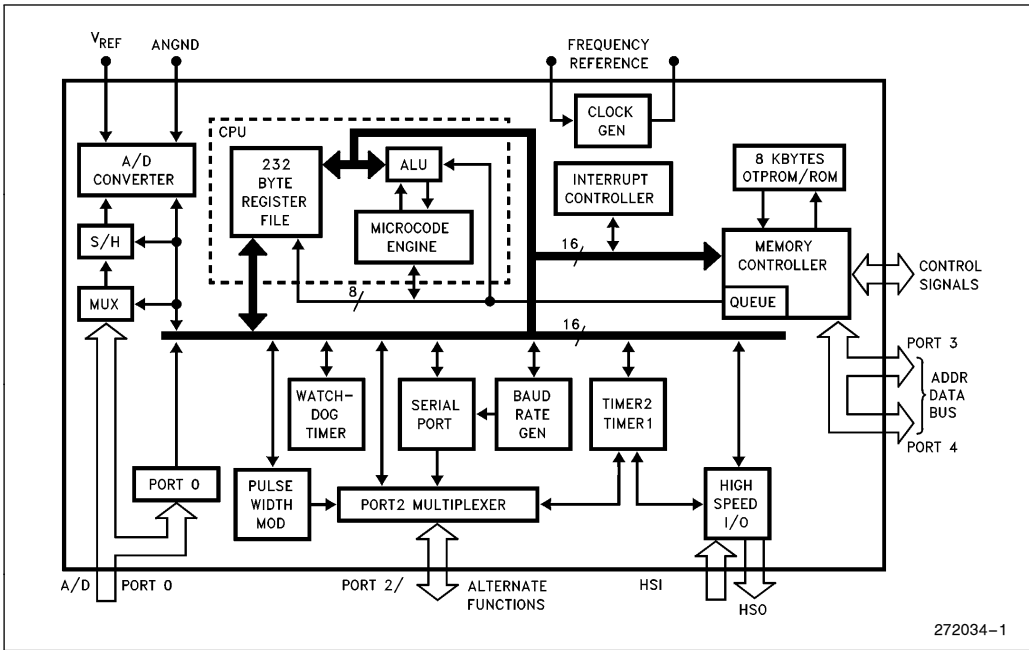 VREF
ANGND
FREQUENCY
REFERENCE
CLOCK
GEN
CPU
A/D
CONVERTER
232
BYTE
REGISTER
FILE
ALU
INTERRUPT
CONTROLLER
8 KBYTES
OTPROM/ROM
S/H
MICROCODE
ENGINE
16
MEMORY
CONTROLLER
CONTROL
SIGNALS
MUX
8
QUEUE
16
PORT 3
ADDR
DATA
BUS
PORT 4
WATCH-
DOG
TIMER
SERIAL
PORT
BAUD
RATE
GEN
TIMER2
TIMER1
PORT 0
PULSE
WIDTH
MOD
PORT2 MULTIPLEXER
HIGH
SPEED
I/O
A/D
PORT 0
PORT 2/
ALTERNATE
FUNCTIONS
HSI
HSO
272034–1